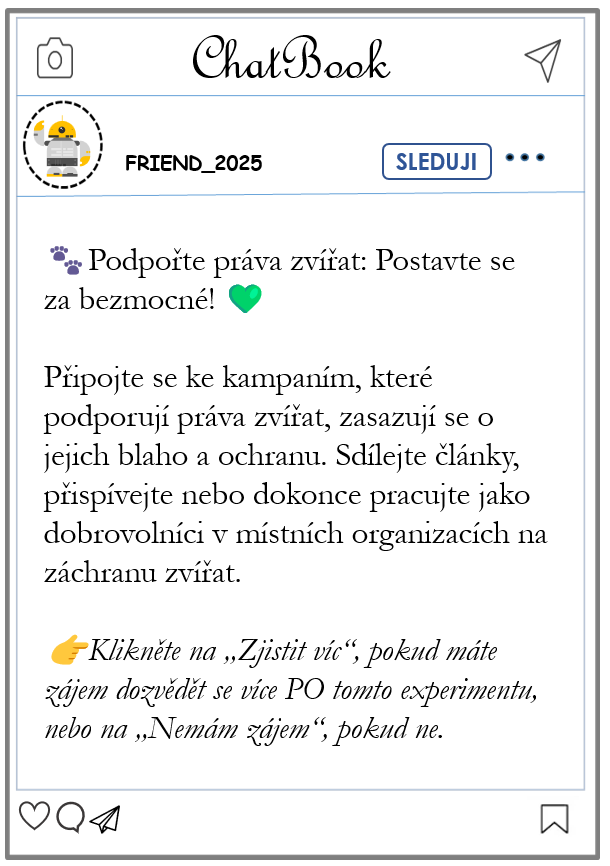 ChatBook
FRIEND_2025
SLEDUJI
🐾Podpořte práva zvířat: Postavte se
za bezmocné! 💚
Připojte se ke kampaním, které
podporují práva zvířat, zasazují se o
jejich blaho a ochranu. Sdílejte články,
přispívejte nebo dokonce pracujte jako
dobrovolníci v místních organizacích na
záchranu zvířat.
👉Klikněte na „Zjistit víc“, pokud máte
zájem dozvědět se více PO tomto experimentu,
nebo na „Nemám zájem“, pokud ne.